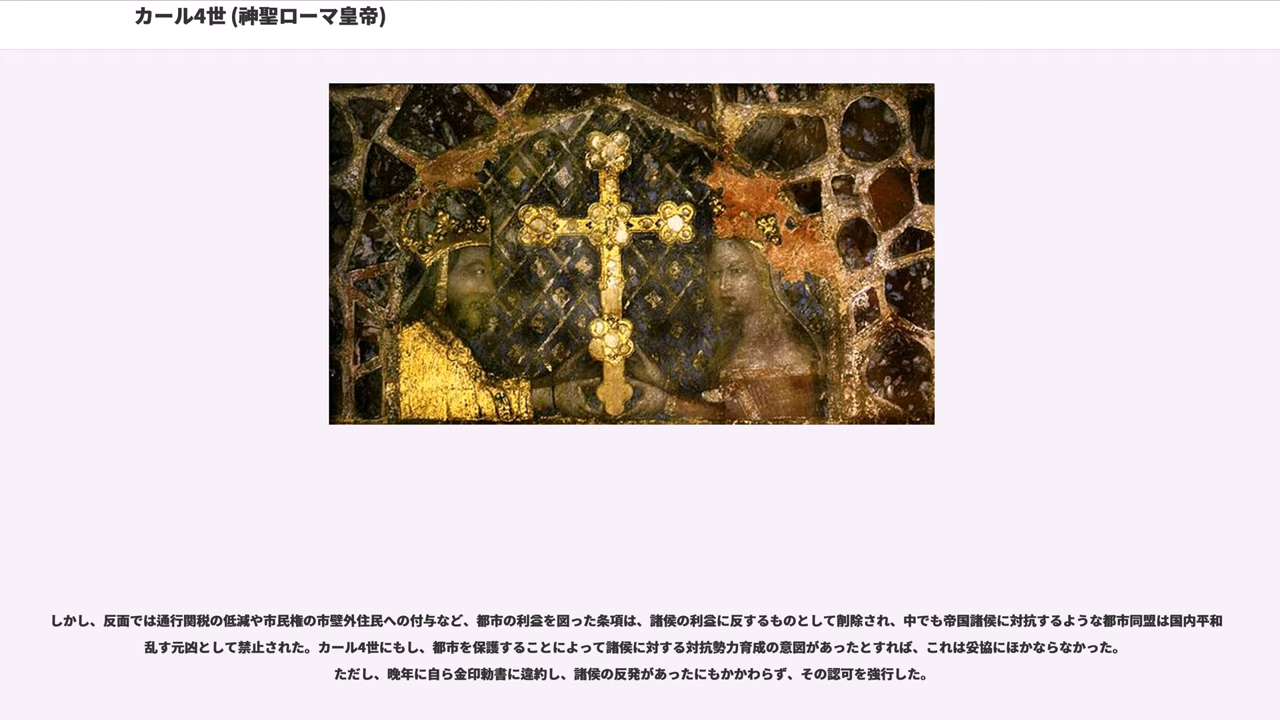 カール4世 (神聖ローマ皇帝)
しかし、反面では通行関税の低減や市民権の市壁外住民への付与など、都市の利益を図った条項は、諸侯の利益に反するものとして削除され、中でも帝国諸侯に対抗するような都市同盟は国内平和
乱す元凶として禁止された。カール4世にもし、都市を保護することによって諸侯に対する対抗勢力育成の意図があったとすれば、これは妥協にほかならなかった。
ただし、晩年に自ら金印勅書に違約し、諸侯の反発があったにもかかわらず、その認可を強行した。